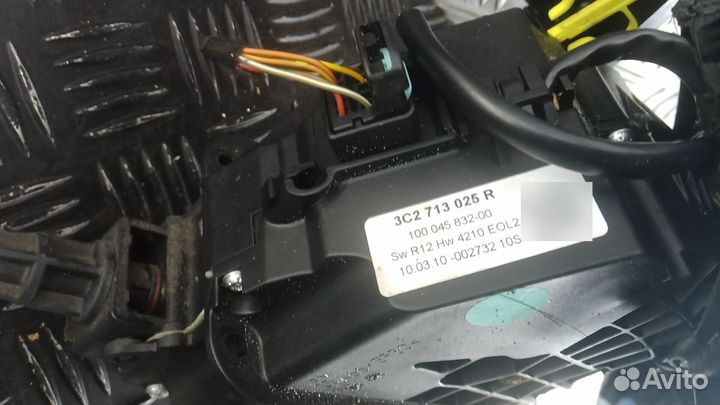 3C2 713 025 R
100 045 832-00
Sw R12 Hw 4210 EOL2
10.03.10 -002732 10S
Avito